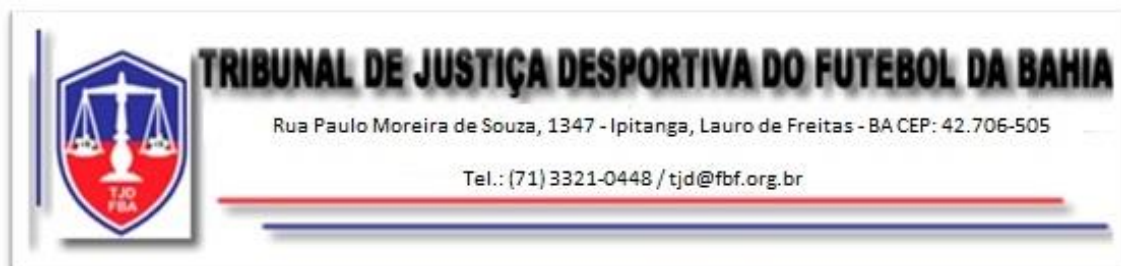 TRIBUNAL DE JUSTIÇA DESPORTIVA DO FUTEBOL DA BAHIA
Rua Paulo Moreira de Souza, 1347 - Ipitanga, Lauro de Freitas - BA CEP: 42.706-505
Tel.: (71) 3321-0448 / tjd@fbf.org.br
TJD
FBA